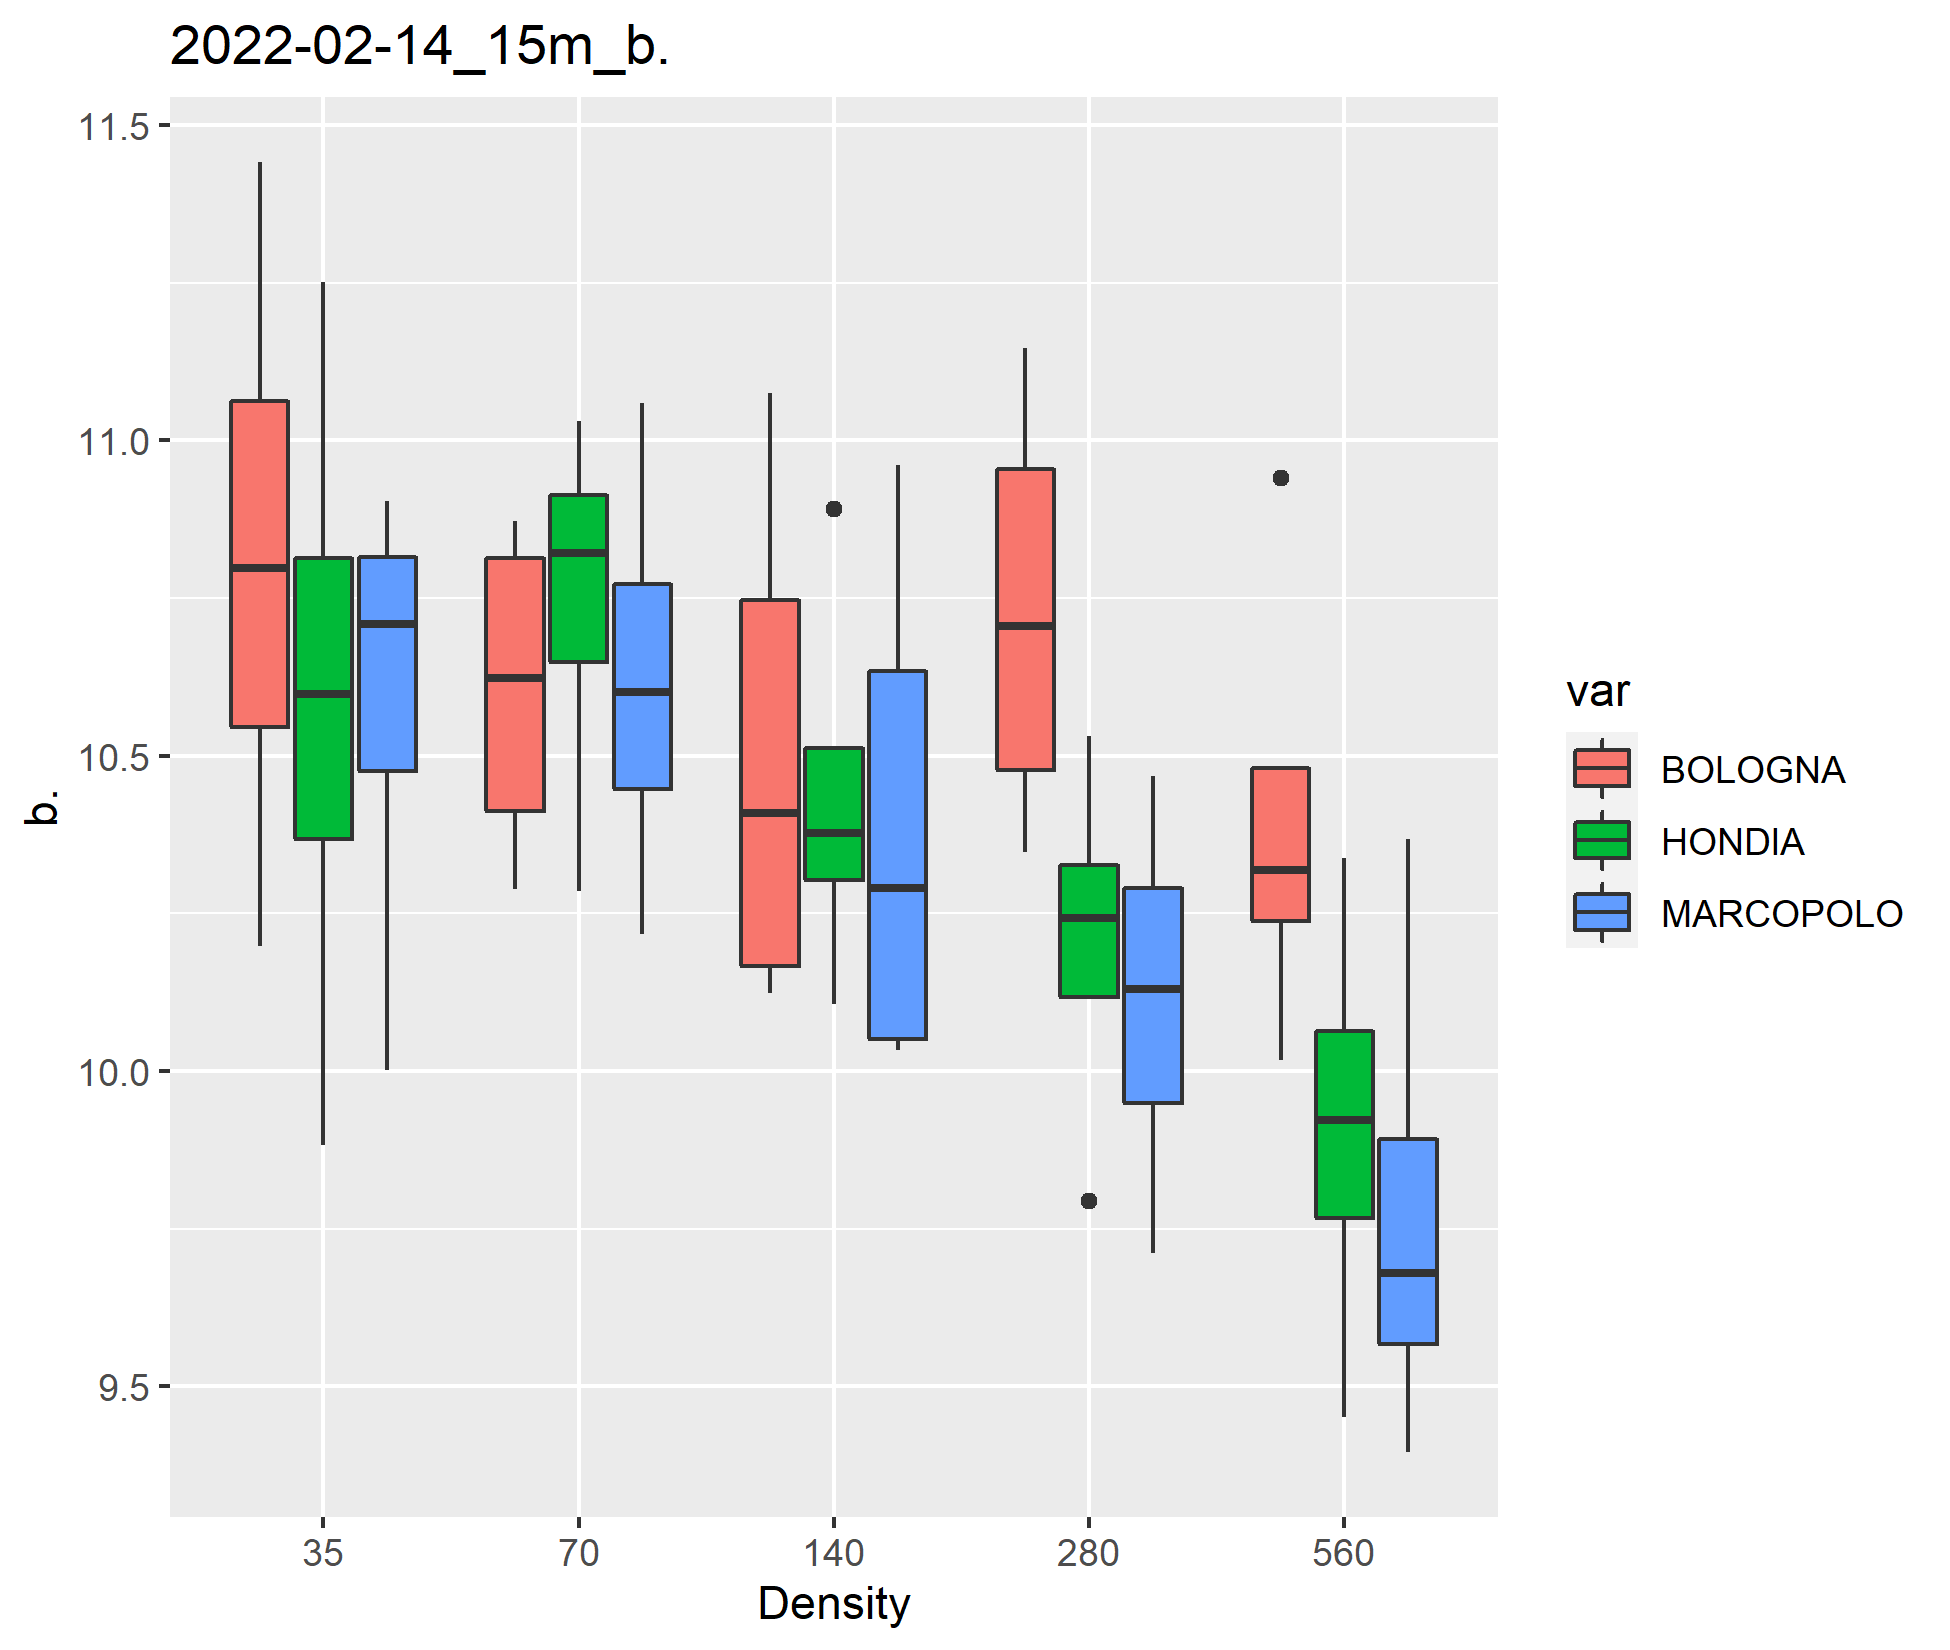 2022-02-14_15m_b.
11.5
11.0
10.5
10.0
9.5
b.
35 70 140 280 560
Density
var
BOLOGNA
HONDIA
MARCOPOLO